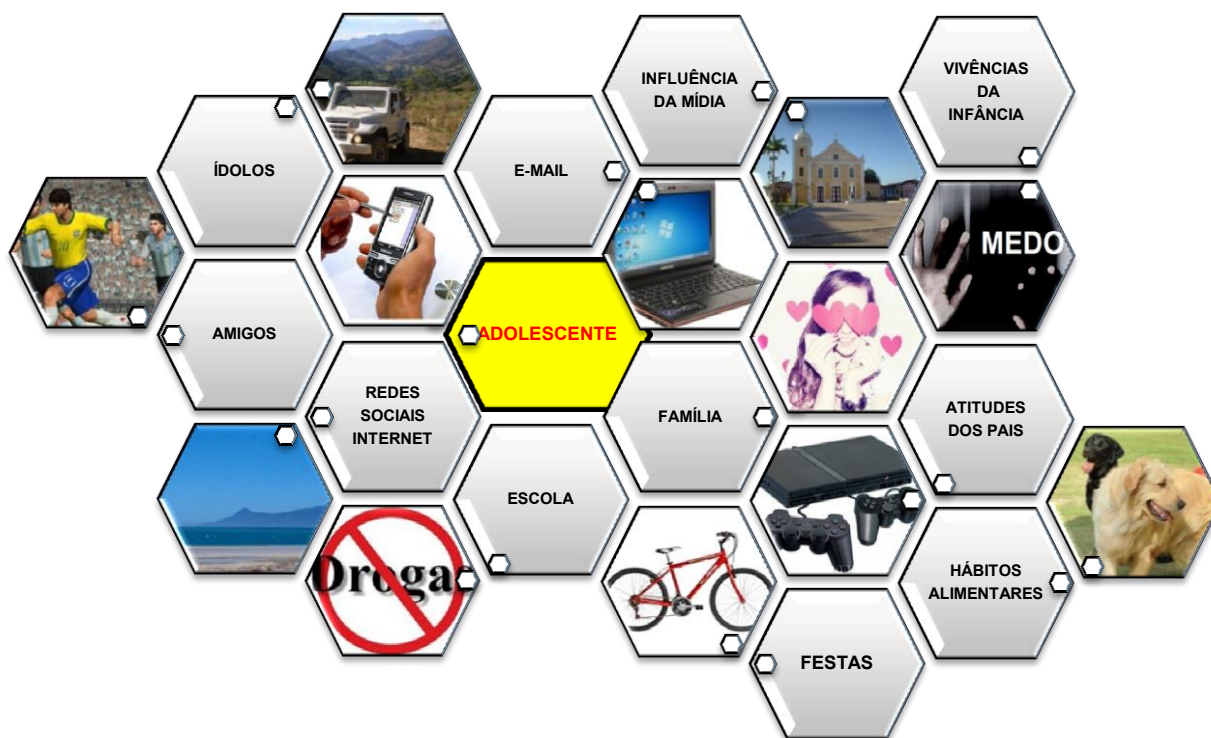 INFLUÊNCIA
DA MÍDIA
VIVÊNCIAS
DA
INFÂNCIA
ÍDOLOS
E-MAIL
MEDO
AMIGOS
ADOLESCENTE
REDES
SOCIAIS
INTERNET
FAMÍLIA
ATITUDES
DOS PAIS
ESCOLA
Drogas
HÁBITOS
ALIMENTARES
FESTAS